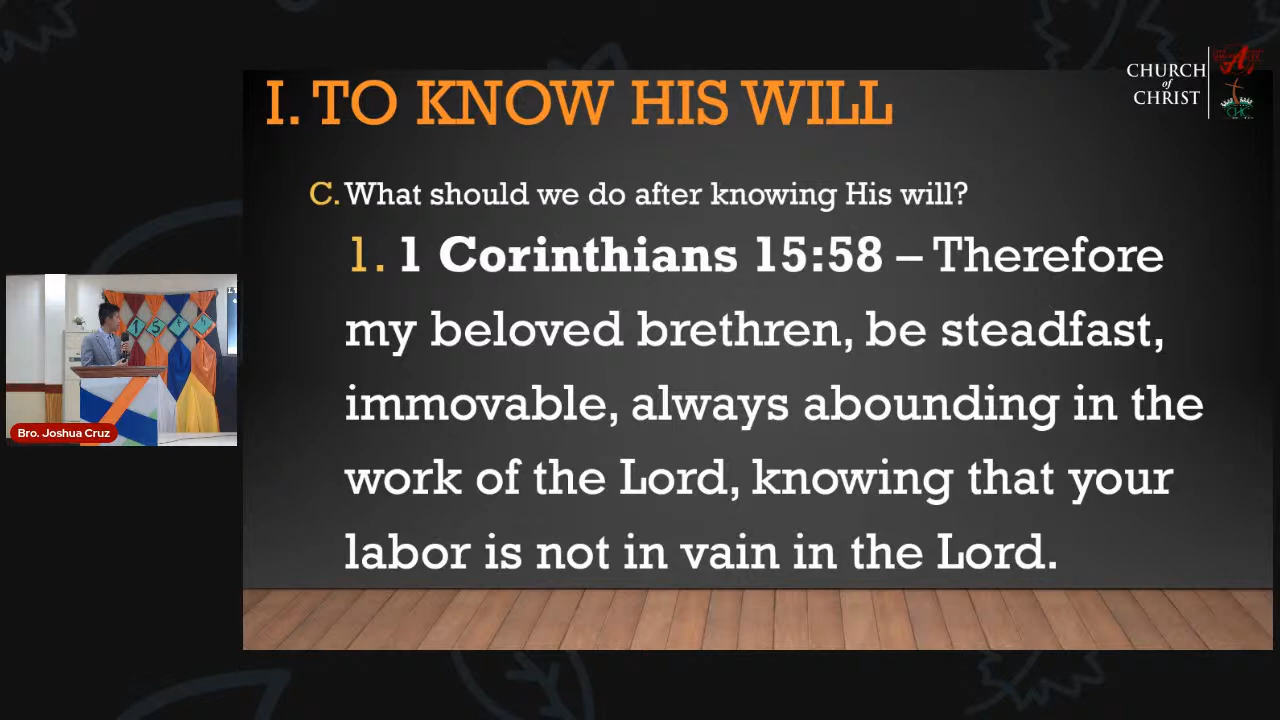 I. TO KNOW HIS WILL
CHURCH
of
CHRIST
C. What should we do after knowing His will?
1. 1 Corinthians 15:58 – Therefore
my beloved brethren, be steadfast,
immovable, always abounding in the
work of the Lord, knowing that your
labor is not in vain in the Lord.
Bro. Joshua Cruz